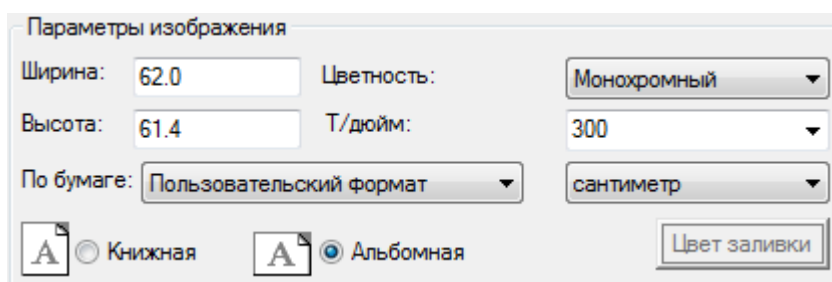 Параметры изображения
Ширина: 62.0 Цветность: Монохромный
Высота: 61.4 Т/дюйм: 300
По бумаге: Пользовательский формат сантиметр
A Книжная A Альбомная Цвет заливки